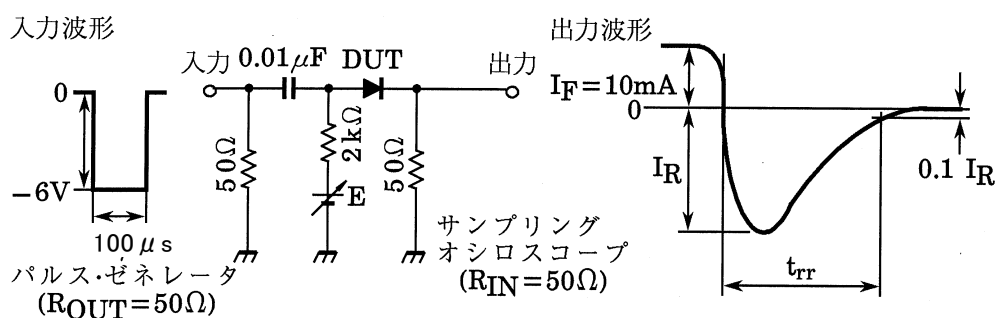 入力波形
0
−6V
100μs
パルス・ゼネレータ
(ROUT=50Ω)
入力
0.01μF
DUT
出力
50Ω
2kΩ
E
50Ω
サンプリング
オシロスコープ
(RIN=50Ω)
出力波形
IF=10mA
0
IR
0.1 IR
trr